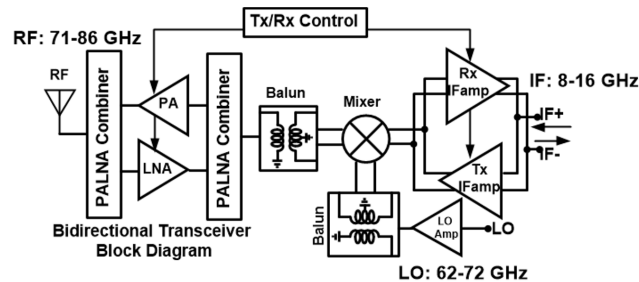 Tx/Rx Control
RF: 71-86 GHz
RF
PALNA Combiner
PA
LNA
PALNA Combiner
Balun
Mixer
Rx
IFamp
IF: 8-16 GHz
IF+
IF-
Tx
IFamp
Balun
LO
Amp
LO
LO: 62-72 GHz
Bidirectional Transceiver
Block Diagram